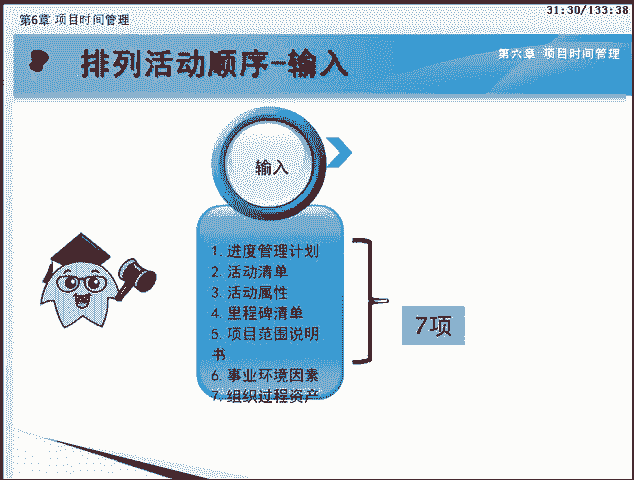 31:30/133:38
第6章 项目时间管理
排列活动顺序-输入
第六章 项目时间管理
输入
1. 进度管理计划
2. 活动清单
3. 活动属性
4. 里程碑清单
5. 项目范围说明
书
6. 事业环境因素
7. 组织过程资产
7项